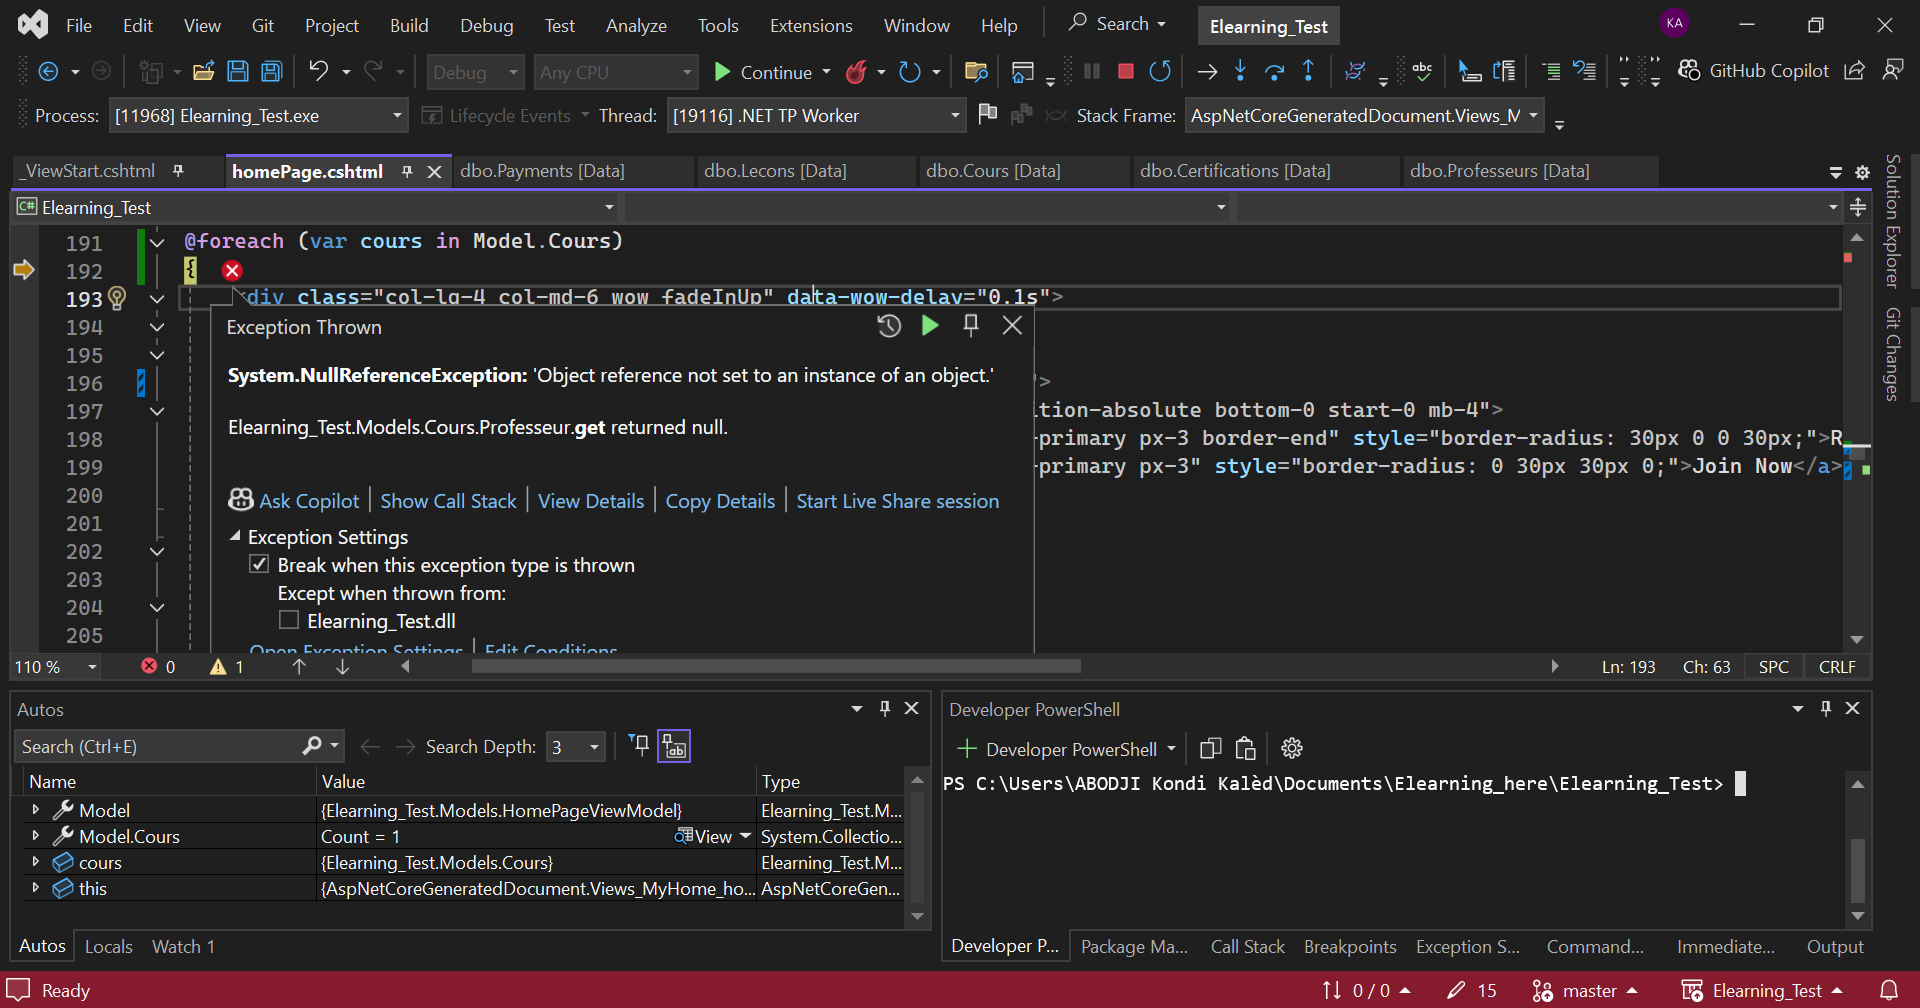 File Edit View Git Project Build Debug Test Analyze Tools Extensions Window Help Search Elearning_Test KA
Debug Any CPU Continue abc GitHub Copilot
Process: [11968] Elearning_Test.exe Lifecycle Events Thread: [19116] .NET TP Worker Stack Frame: AspNetCoreGeneratedDocument.Views_M
_ViewStart.cshtml homePage.cshtml dbo.Payments [Data] dbo.Lecons [Data] dbo.Cours [Data] dbo.Certifications [Data] dbo.Professeurs [Data]
C# Elearning_Test
191 @foreach (var cours in Model.Cours)
192 {
193 <div class="col-lg-4 col-md-6 wow fadeInUp" data-wow-delay="0.1s">
194
195
196 ">
197 ition-absolute bottom-0 start-0 mb-4">
198 -primary px-3 border-end" style="border-radius: 30px 0 0 30px;">R
199 -primary px-3" style="border-radius: 0 30px 30px 0;">Join Now</a>
200
201
202
203
204
205
Exception Thrown
System.NullReferenceException: 'Object reference not set to an instance of an object.'
Elearning_Test.Models.Cours.Professeur.get returned null.
Ask Copilot | Show Call Stack | View Details | Copy Details | Start Live Share session
Exception Settings
Break when this exception type is thrown
Except when thrown from:
Elearning_Test.dll
Open Exception Settings | Edit Conditions
110 % 0 1 Ln: 193 Ch: 63 SPC CRLF
Solution Explorer
Git Changes
Autos
Search (Ctrl+E) Search Depth: 3
Name Value Type
Model {Elearning_Test.Models.HomePageViewModel} Elearning_Test.M...
Model.Cours Count = 1 View System.Collectio...
cours {Elearning_Test.Models.Cours} Elearning_Test.M...
this {AspNetCoreGeneratedDocument.Views_MyHome_ho... AspNetCoreGen...
Autos Locals Watch 1
Developer PowerShell
Developer PowerShell
PS C:\Users\ABODJI Kondi Kalèd\Documents\Elearning_here\Elearning_Test>
Developer P... Package Ma... Call Stack Breakpoints Exception S... Command... Immediate... Output
Ready 0 / 0 15 master Elearning_Test